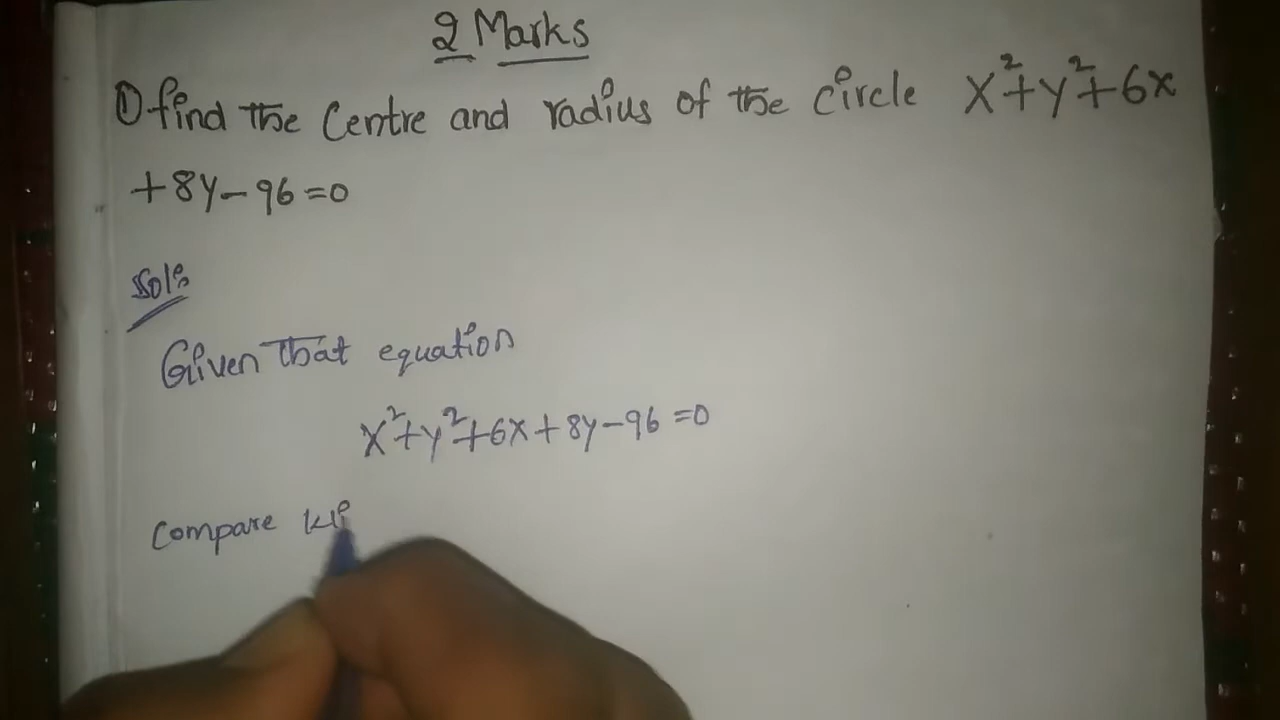 2 Marks
① find the Centre and radius of the circle x²+y²+6x
+8y-96=0
Sol:
Given that equation
x²+y²+6x+8y-96=0
Compare